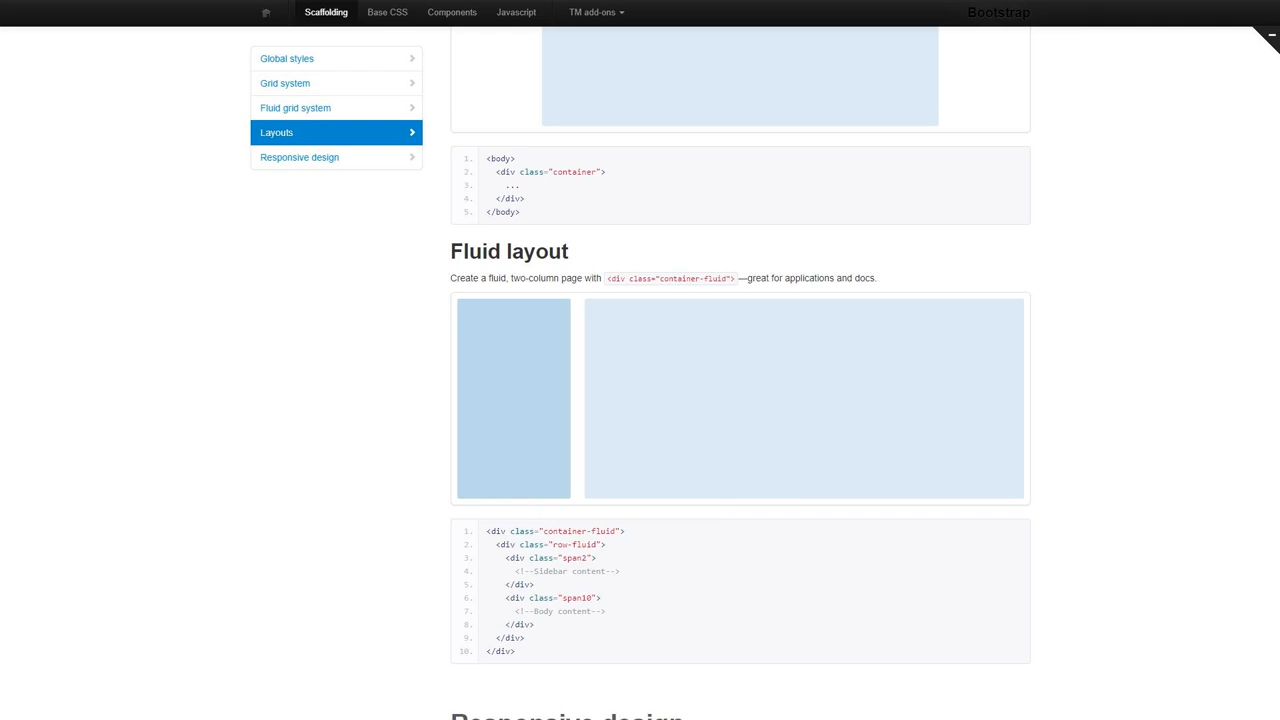 Scaffolding Base CSS Components Javascript TM add-ons Bootstrap
Global styles
Grid system
Fluid grid system
Layouts
Responsive design
1. <body>
2. <div class="container">
3. ...
4. </div>
5. </body>
Fluid layout
Create a fluid, two-column page with <div class="container-fluid">—great for applications and docs.
1. <div class="container-fluid">
2. <div class="row-fluid">
3. <div class="span2">
4. <!--Sidebar content-->
5. </div>
6. <div class="span10">
7. <!--Body content-->
8. </div>
9. </div>
10. </div>
Responsive design